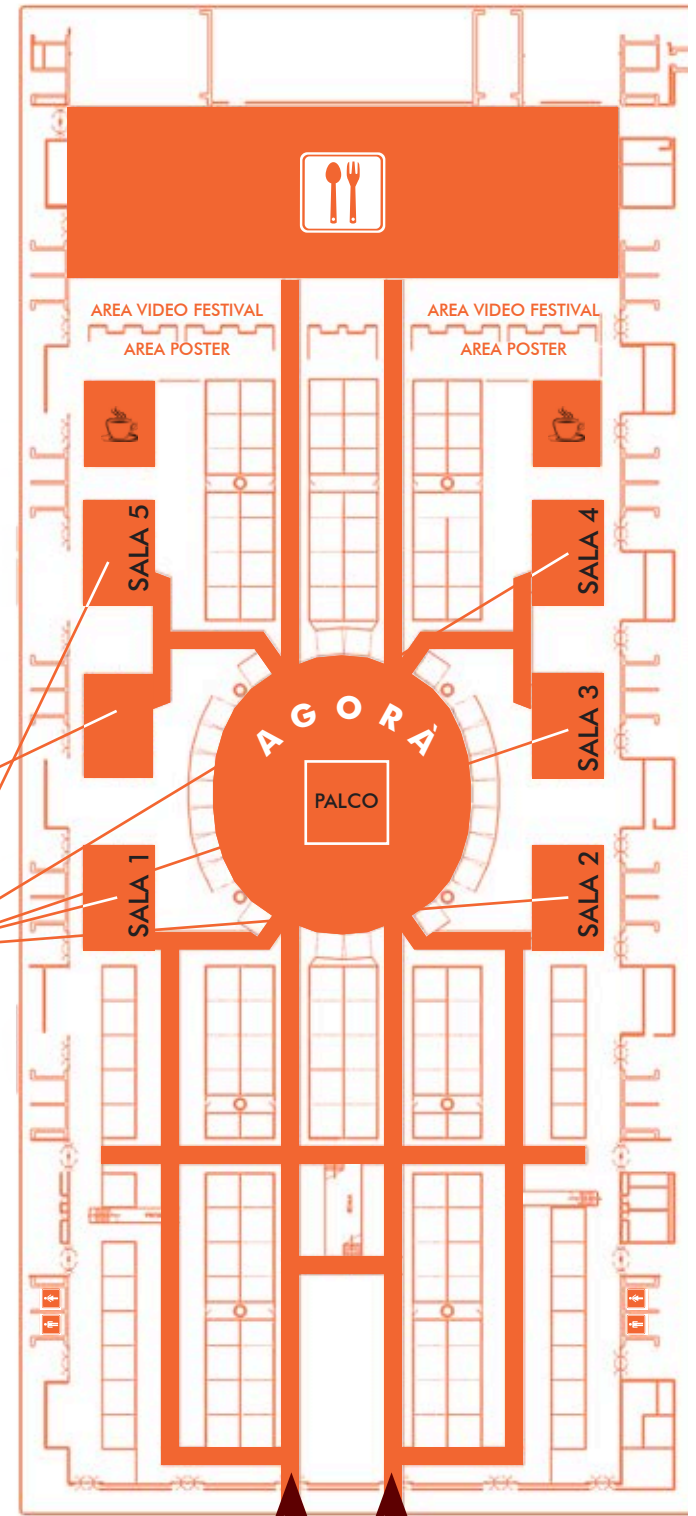 AREA VIDEO FESTIVAL
AREA VIDEO FESTIVAL
AREA POSTER
AREA POSTER
SALA 5
SALA 4
AGORÀ
SALA 3
PALCO
SALA 1
SALA 2